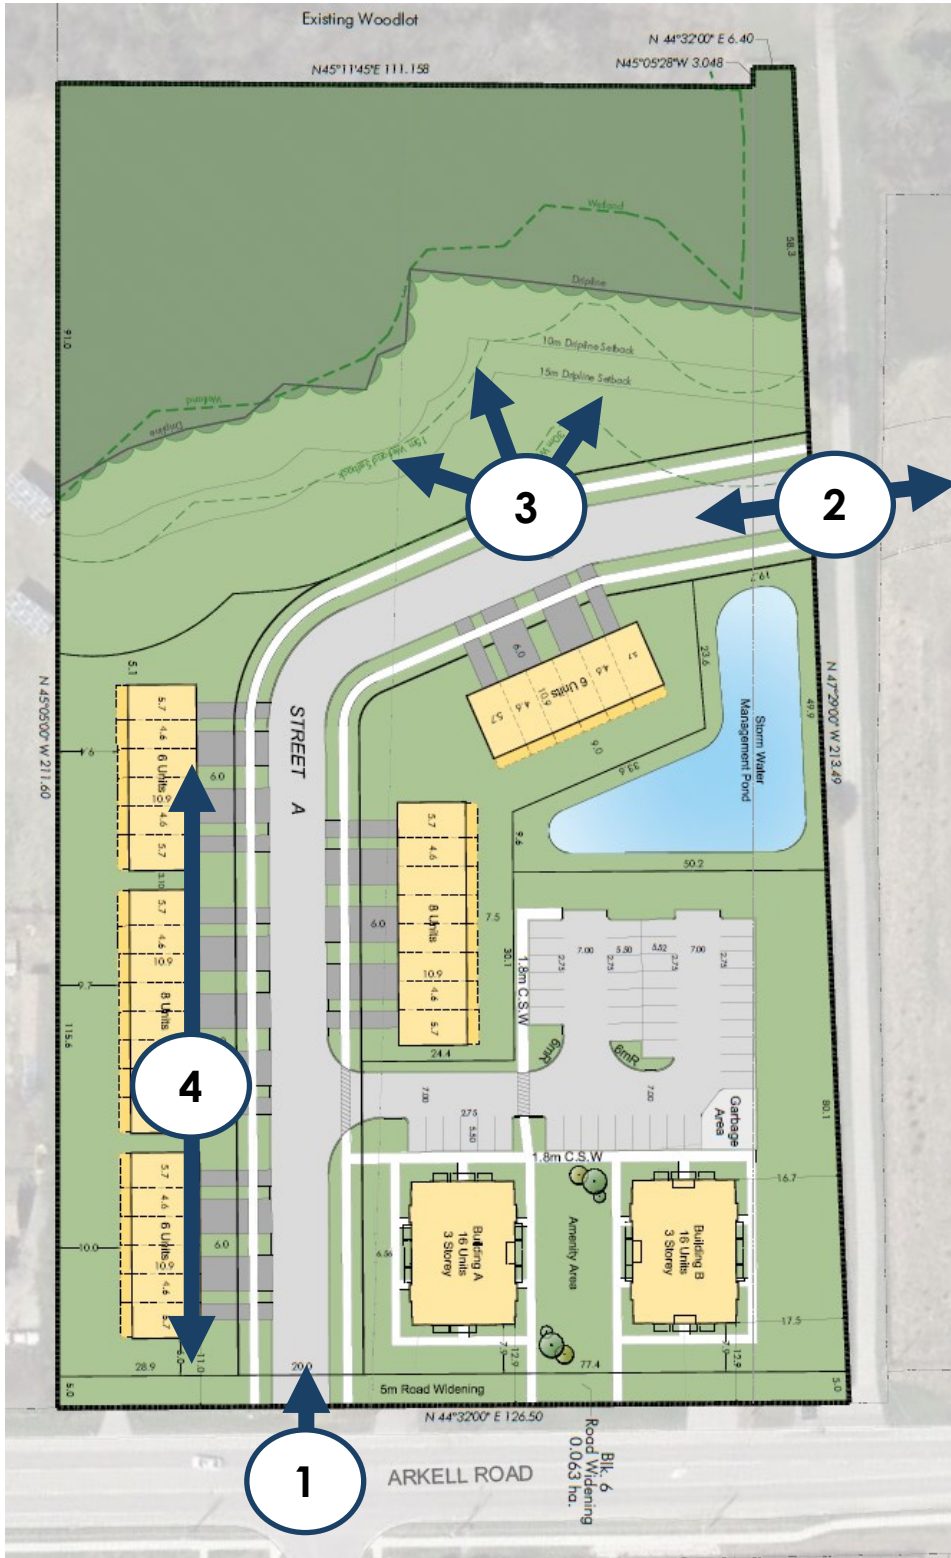 Existing Woodlot
N 44°32'00" E 6.40
N45°05'28"W 3.048
N45°11'45"E 111.158
Wetland
58.3
Dripline
10m Dripline Setback
15m Dripline Setback
91.0
Wetland
Dripline
15m Wetland Setback
30m W
3
2
19.7
5.1
N 45°05'00" W 211.60
5.7
4.6
6 Units
10.9
4.6
5.7
6.0
STREET A
6.0
5.7
4.6
6 Units
10.9
4.6
5.7
9.0
33.6
23.6
Storm Water
Management Pond
49.9
N 47°29'00" W 213.49
9.6
50.2
3.10
5.7
4.6
10.9
8 Units
9.7
115.6
5.7
4.6
8 Units
10.9
4.6
5.7
6.0
7.5
30.1
24.4
1.8m C.S.W
7.00
5.50
5.52
7.00
2.75
2.75
2.75
2.75
6mR
6mR
4
7.00
2.75
5.50
7.00
Garbage
Area
80.1
1.8m C.S.W
16.7
5.7
4.6
6 Units
10.9
4.6
5.7
10.0
6.0
6.56
Building A
16 Units
3 Storey
Amenity Area
Building B
16 Units
3 Storey
17.5
28.9
6.0
11.0
20.0
7.9
12.9
77.4
7.9
12.9
5.0
5.0
5m Road Widening
N 44°32'00" E 126.50
1
ARKELL ROAD
Blk. 6
Road Widening
0.063 ha.